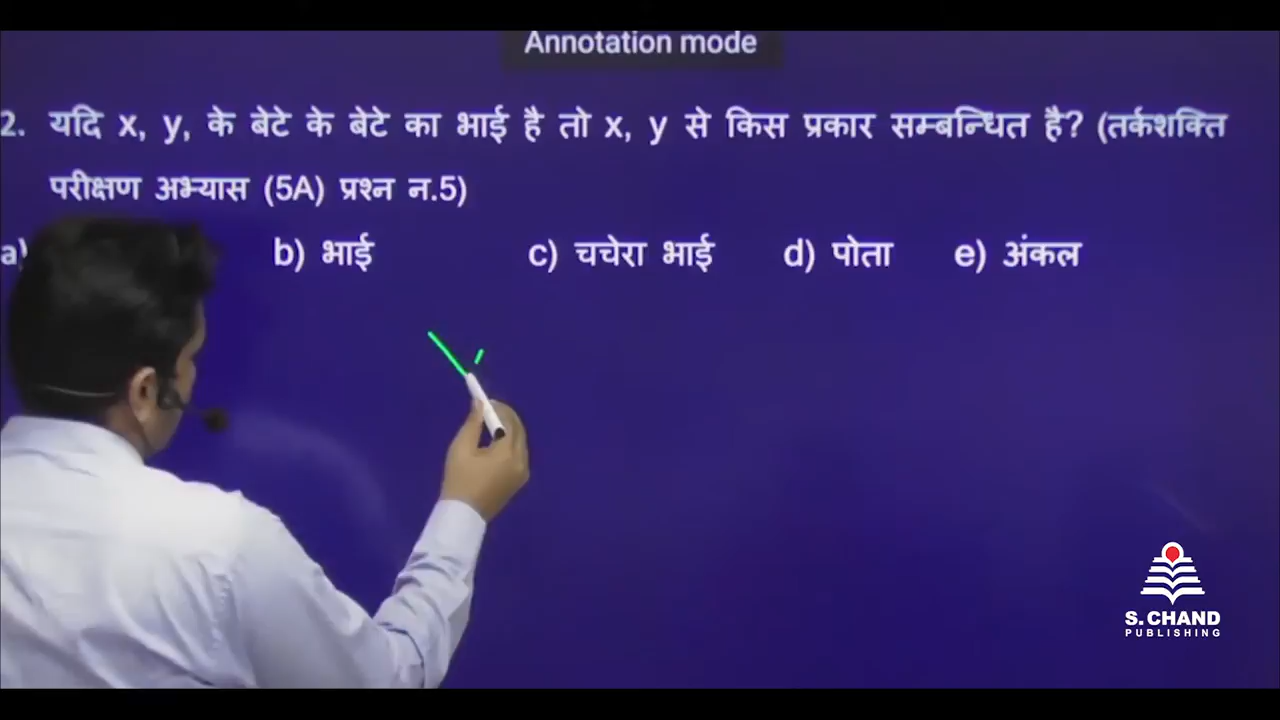 Annotation mode
2. यदि x, y, के बेटे के बेटे का भाई है तो x, y से किस प्रकार सम्बन्धित है? (तर्कशक्ति
परीक्षण अभ्यास (5A) प्रश्न न.5)
a) b) भाई c) चचेरा भाई d) पोता e) अंकल
S. CHAND
PUBLISHING